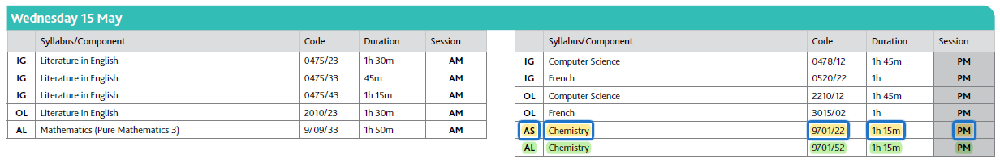 Wednesday 15 May
Syllabus/Component Code Duration Session
IG Literature in English 0475/23 1h 30m AM
IG Literature in English 0475/33 45m AM
IG Literature in English 0475/43 1h 15m AM
OL Literature in English 2010/23 1h 30m AM
AL Mathematics (Pure Mathematics 3) 9709/33 1h 50m AM
Syllabus/Component Code Duration Session
IG Computer Science 0478/12 1h 45m PM
IG French 0520/22 1h PM
OL Computer Science 2210/12 1h 45m PM
OL French 3015/02 1h PM
AS Chemistry 9701/22 1h 15m PM
AL Chemistry 9701/52 1h 15m PM